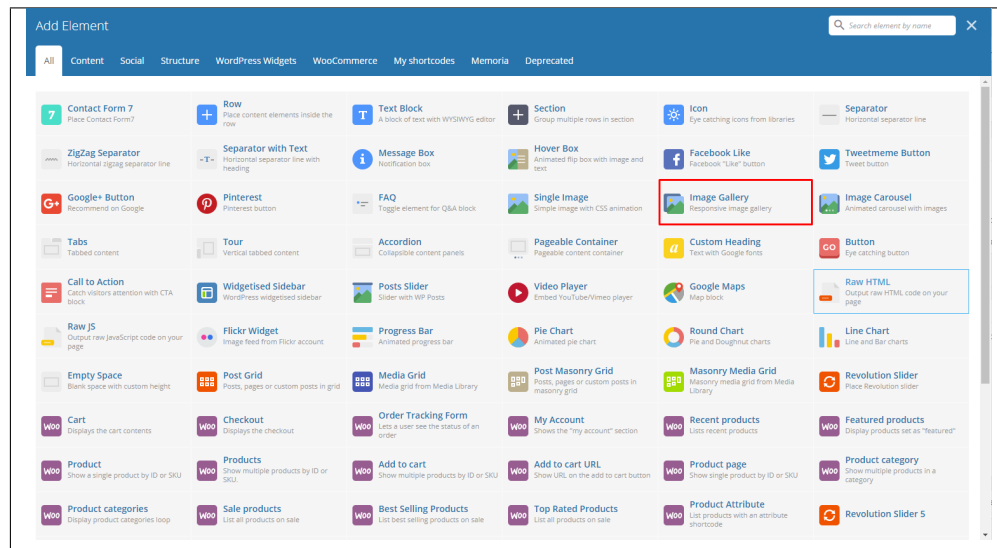 Add Element
Search element by name
All Content Social Structure WordPress Widgets WooCommerce My shortcodes Memoria Deprecated
7
Contact Form 7
Place Contact Form7
Row
Place content elements inside the
row
T
Text Block
A block of text with WYSIWYG editor
Section
Group multiple rows in section
Icon
Eye catching icons from libraries
Separator
Horizontal separator line
ZigZag Separator
Horizontal zigzag separator line
-T-
Separator with Text
Horizontal separator line with
heading
i
Message Box
Notification box
Hover Box
Animated flip box with image and
text
f
Facebook Like
Facebook "Like" button
Tweetmeme Button
Tweet button
G+
Google+ Button
Recommend on Google
Pinterest
Pinterest button
FAQ
Toggle element for Q&A block
Single Image
Simple image with CSS animation
Image Gallery
Responsive image gallery
Image Carousel
Animated carousel with images
Tabs
Tabbed content
Tour
Vertical tabbed content
Accordion
Collapsible content panels
Pageable Container
Pageable content container
a
Custom Heading
Text with Google fonts
GO
Button
Eye catching button
Call to Action
Catch visitors attention with CTA
block
Widgetised Sidebar
WordPress widgetised sidebar
Posts Slider
Slider with WP Posts
Video Player
Embed YouTube/Vimeo player
Google Maps
Map block
Raw HTML
Output raw HTML code on your
page
Raw JS
Output raw JavaScript code on your
page
Flickr Widget
Image feed from Flickr account
Progress Bar
Animated progress bar
Pie Chart
Animated pie chart
Round Chart
Pie and Doughnut charts
Line Chart
Line and Bar charts
Empty Space
Blank space with custom height
Post Grid
Posts, pages or custom posts in grid
Media Grid
Media grid from Media Library
Post Masonry Grid
Posts, pages or custom posts in
masonry grid
Masonry Media Grid
Masonry media grid from Media
Library
Revolution Slider
Place Revolution slider
Woo
Cart
Displays the cart contents
Woo
Checkout
Displays the checkout
Woo
Order Tracking Form
Lets a user see the status of an
order
Woo
My Account
Shows the "my account" section
Woo
Recent products
Lists recent products
Woo
Featured products
Display products set as "featured"
Woo
Product
Show a single product by ID or SKU
Woo
Products
Show multiple products by ID or
SKU.
Woo
Add to cart
Show multiple products by ID or SKU
Woo
Add to cart URL
Show URL on the add to cart button
Woo
Product page
Show single product by ID or SKU
Woo
Product category
Show multiple products in a
category
Woo
Product categories
Display product categories loop
Woo
Sale products
List all products on sale
Woo
Best Selling Products
List best selling products on sale
Woo
Top Rated Products
List all products on sale
Woo
Product Attribute
List products with an attribute
shortcode
Revolution Slider 5